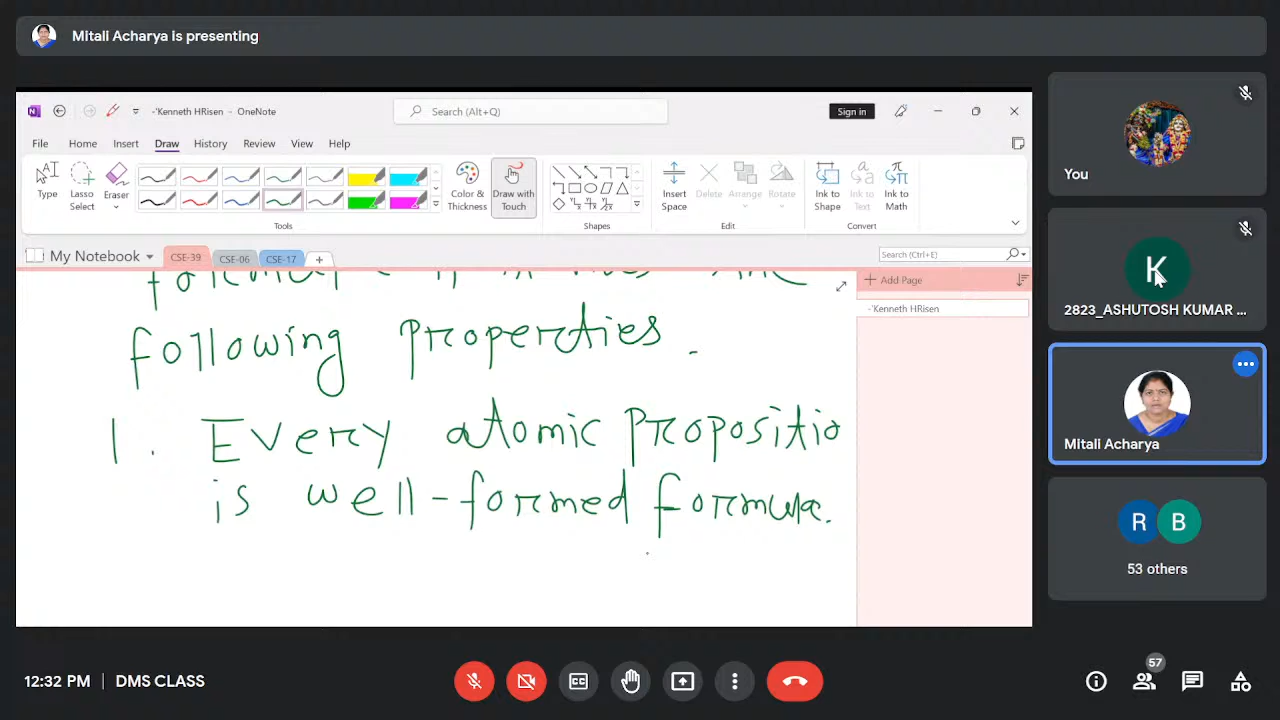 Mitali Acharya is presenting
-'Kenneth HRisen - OneNote
Search (Alt+Q)
Sign in
File Home Insert Draw History Review View Help
Type
Lasso Select
Eraser
Color & Thickness
Draw with Touch
Insert Space
Delete
Arrange
Rotate
Ink to Shape
Ink to Text
Ink to Math
Tools
Shapes
Edit
Convert
My Notebook
CSE-39
CSE-06
CSE-17
Search (Ctrl+E)
Add Page
-'Kenneth HRisen
following properties.
1. Every atomic propositio
is well-formed formula.
You
K
2823_ASHUTOSH KUMAR ...
Mitali Acharya
R B
53 others
12:32 PM | DMS CLASS
57